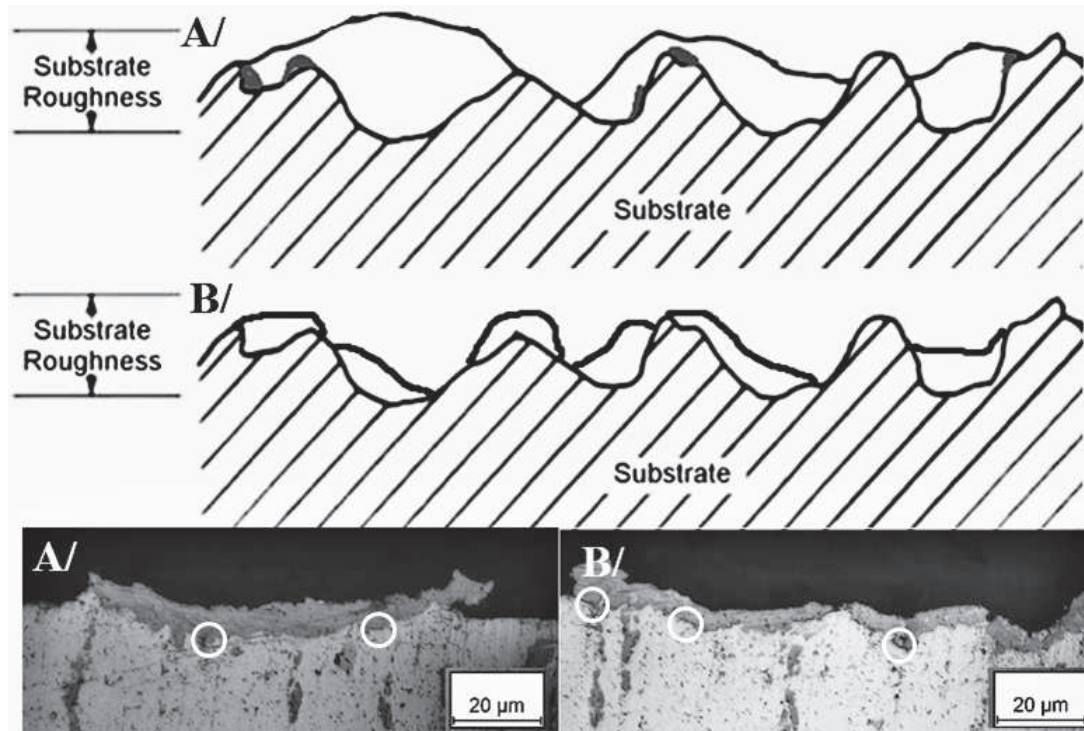 A/
Substrate
Roughness
Substrate
B/
Substrate
Roughness
Substrate
A/
20 µm
B/
20 µm